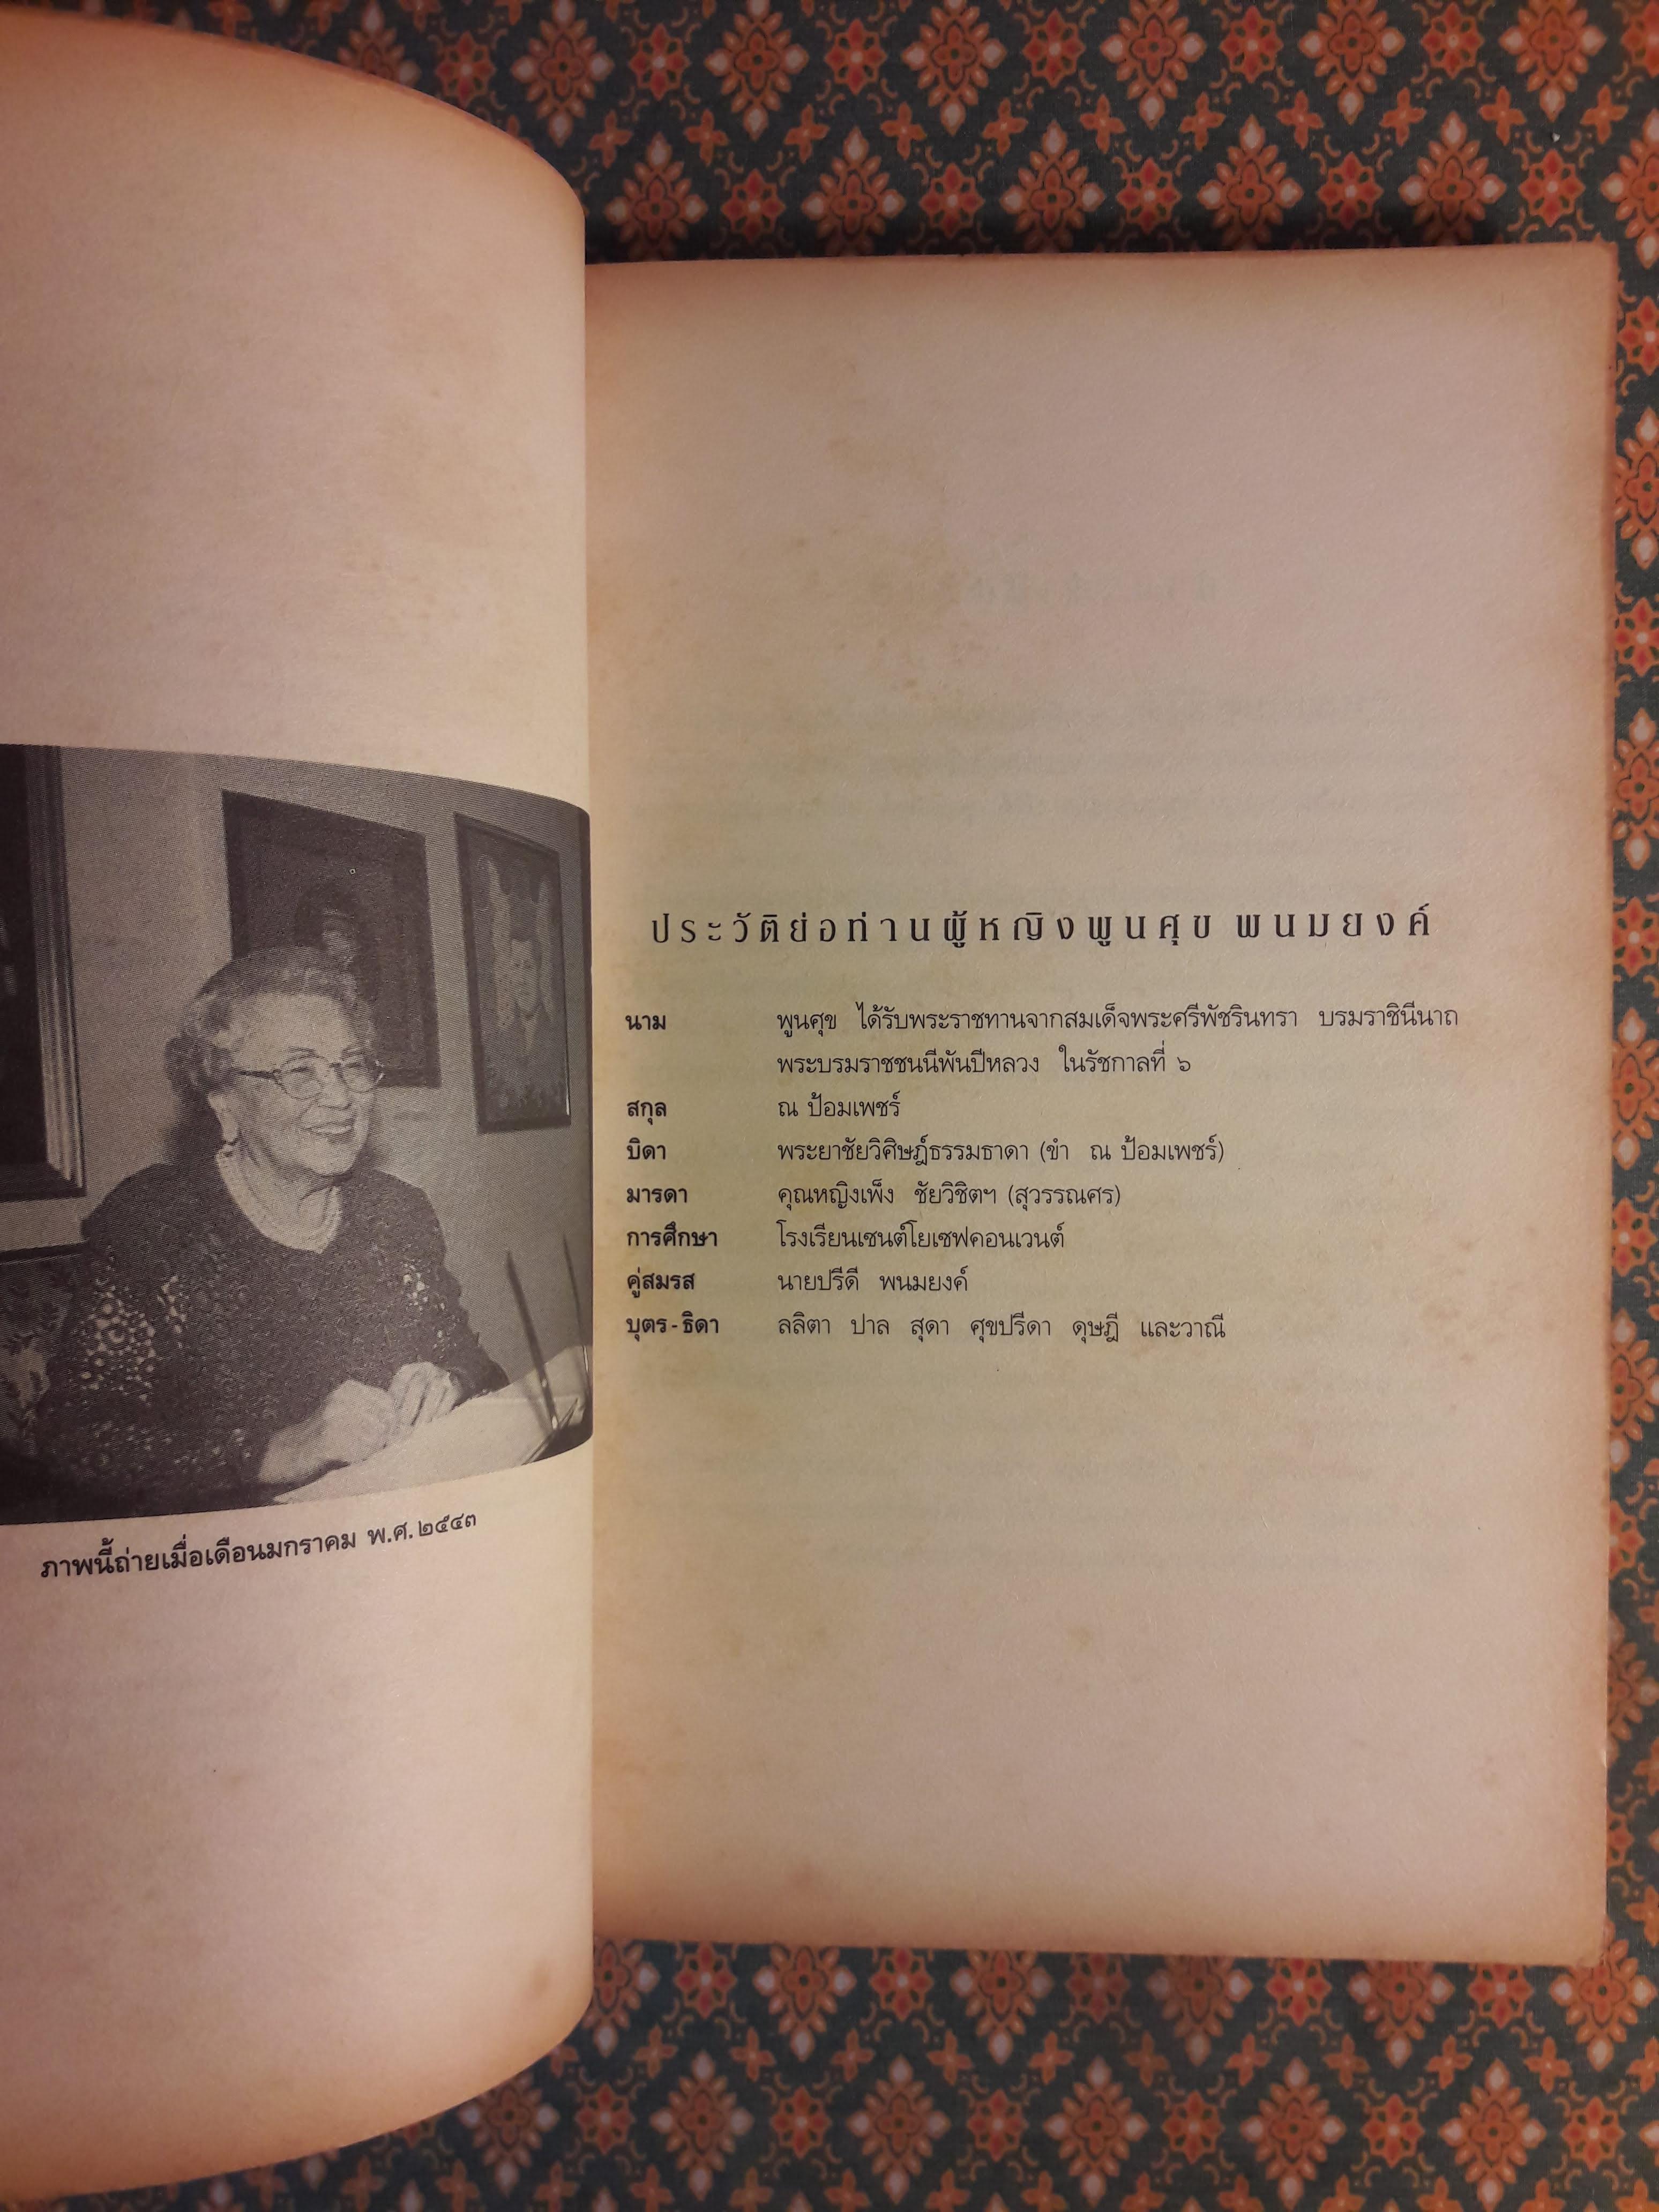 ภาพนี้ถ่ายเมื่อเดือนมกราคม พ.ศ.๒๕๔๓
ประวัติย่อท่านผู้หญิงพูนศุข พนมยงค์
นาม พูนศุข ได้รับพระราชทานจากสมเด็จพระศรีพัชรินทรา บรมราชินีนาถ
พระบรมราชชนนีพันปีหลวง ในรัชกาลที่ ๖
สกุล ณ ป้อมเพชร์
บิดา พระยาชัยวิศิษฎ์ธรรมธาดา (ขำ ณ ป้อมเพชร์)
มารดา คุณหญิงเพ็ง ชัยวิชิตฯ (สุวรรณศร)
การศึกษา โรงเรียนเซนต์โยเซฟคอนเวนต์
คู่สมรส นายปรีดี พนมยงค์
บุตร-ธิดา ลลิตา ปาล สุดา ศุขปรีดา ดุษฎี และวาณี